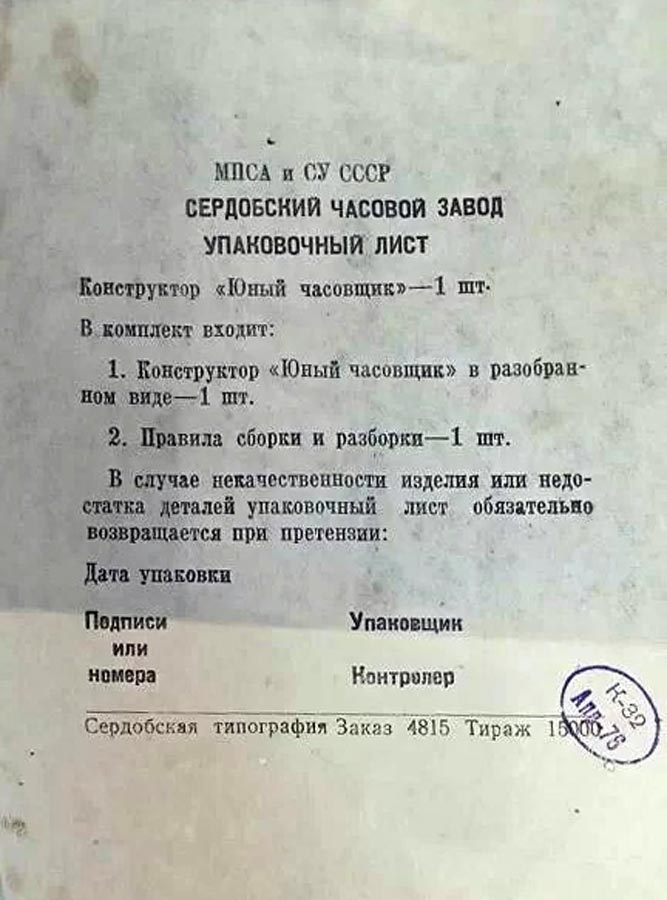 МПСА и СУ СССР
СЕРДОБСКИЙ ЧАСОВОЙ ЗАВОД
УПАКОВОЧНЫЙ ЛИСТ
Конструктор «Юный часовщик»—1 шт.
В комплект входит:
1. Конструктор «Юный часовщик» в разобран-
ном виде—1 шт.
2. Правила сборки и разборки—1 шт.
В случае некачественности изделия или недо-
статка деталей упаковочный лист обязательно
возвращается при претензии:
Дата упаковки
Подписи Упаковщик
или
номера Контролер
Сердобская типография Заказ 4815 Тираж 15000
К-32
Апр. 76